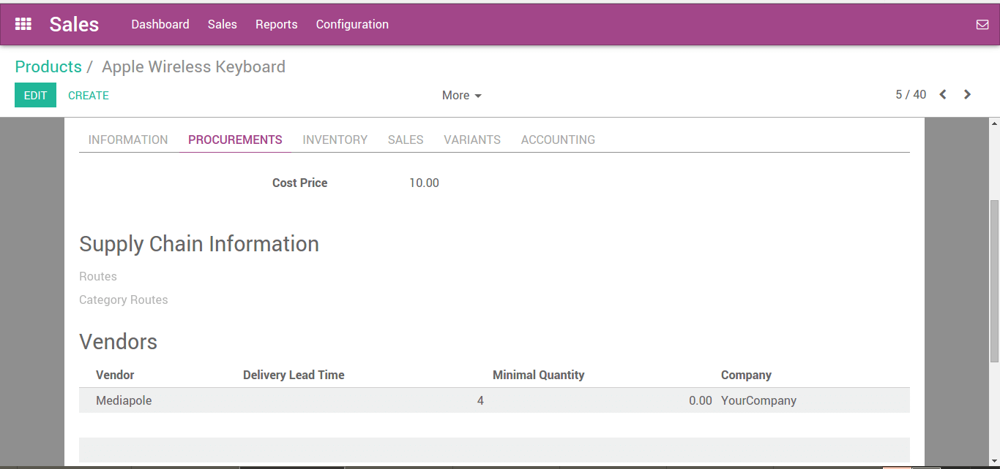 Sales Dashboard Sales Reports Configuration
Products / Apple Wireless Keyboard
EDIT CREATE More 5 / 40
INFORMATION PROCUREMENTS INVENTORY SALES VARIANTS ACCOUNTING
Cost Price 10.00
Supply Chain Information
Routes
Category Routes
Vendors
Vendor Delivery Lead Time Minimal Quantity Company
Mediapole 4 0.00 YourCompany